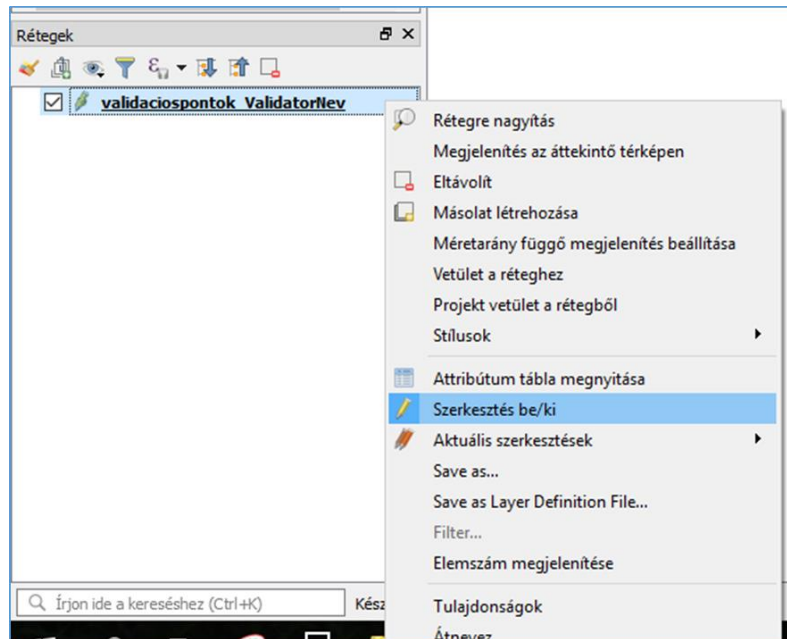 Rétegek
validaciospontok_ValidatorNev
Rétegre nagyítás
Megjelenítés az áttekintő térképen
Eltávolít
Másolat létrehozása
Méretarány függő megjelenítés beállítása
Vetület a réteghez
Projekt vetület a rétegből
Stílusok
Attribútum tábla megnyitása
Szerkesztés be/ki
Aktuális szerkesztések
Save as...
Save as Layer Definition File...
Filter...
Elemszám megjelenítése
Írjon ide a kereséshez (Ctrl+K)
Kész
Tulajdonságok
Átnevez